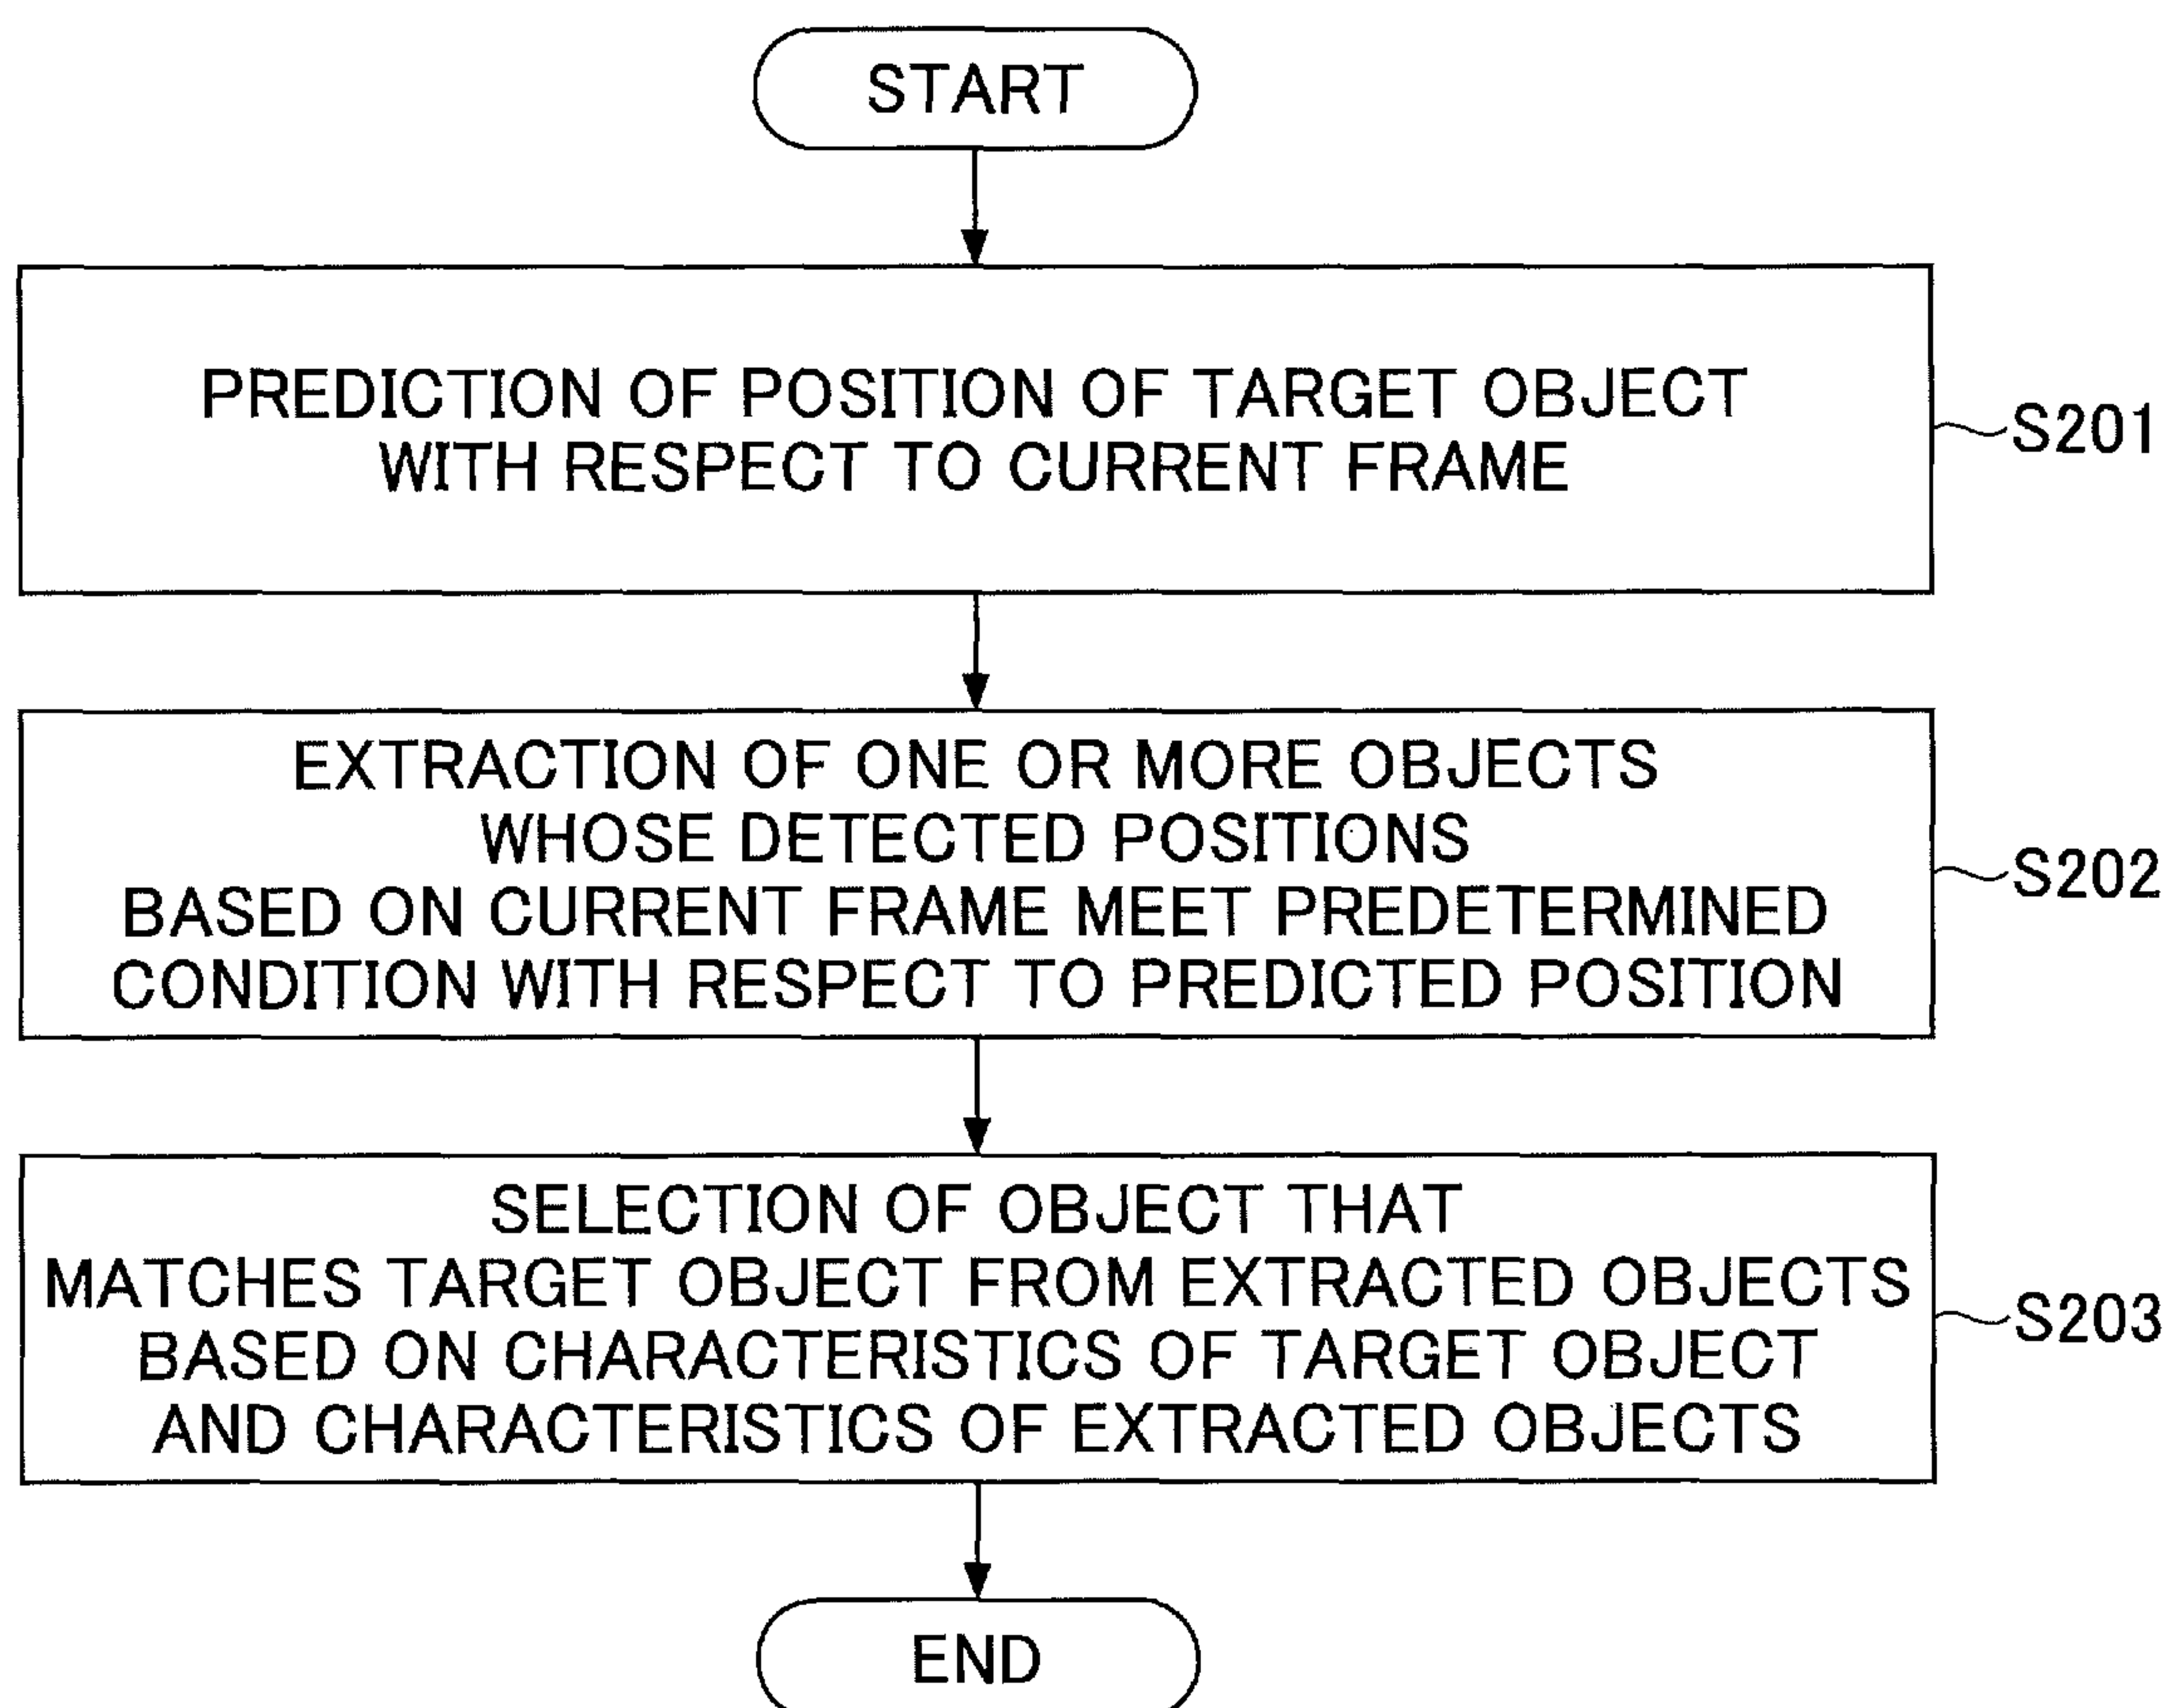 START
PREDICTION OF POSITION OF TARGET OBJECT
WITH RESPECT TO CURRENT FRAME
S201
EXTRACTION OF ONE OR MORE OBJECTS
WHOSE DETECTED POSITIONS
BASED ON CURRENT FRAME MEET PREDETERMINED
CONDITION WITH RESPECT TO PREDICTED POSITION
S202
SELECTION OF OBJECT THAT
MATCHES TARGET OBJECT FROM EXTRACTED OBJECTS
BASED ON CHARACTERISTICS OF TARGET OBJECT
AND CHARACTERISTICS OF EXTRACTED OBJECTS
S203
END